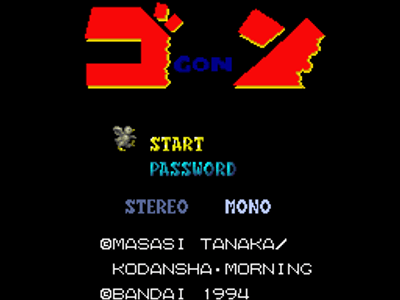 ゴン
GON
START
PASSWORD
STEREO MONO
©MASASI TANAKA/
KODANSHA·MORNING
©BANDAI 1994